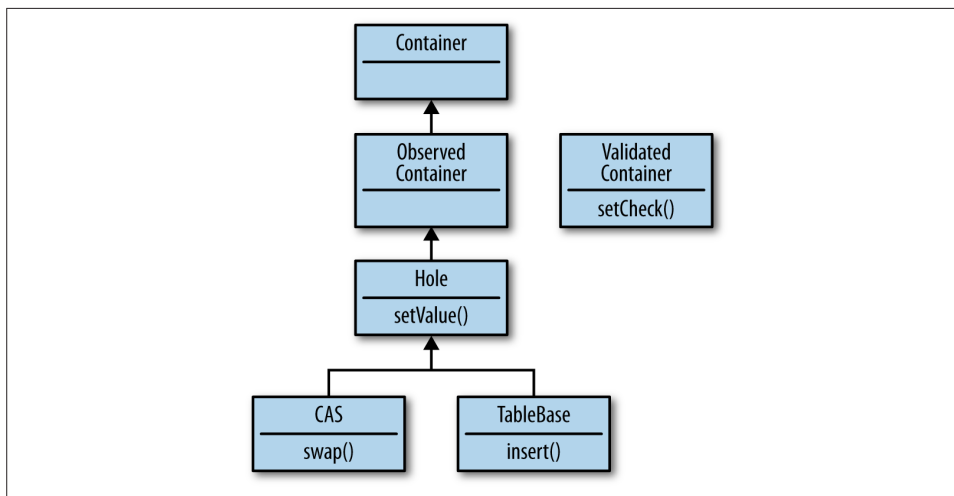 Container
Observed
Container
Validated
Container
setCheck()
Hole
setValue()
CAS
swap()
TableBase
insert()